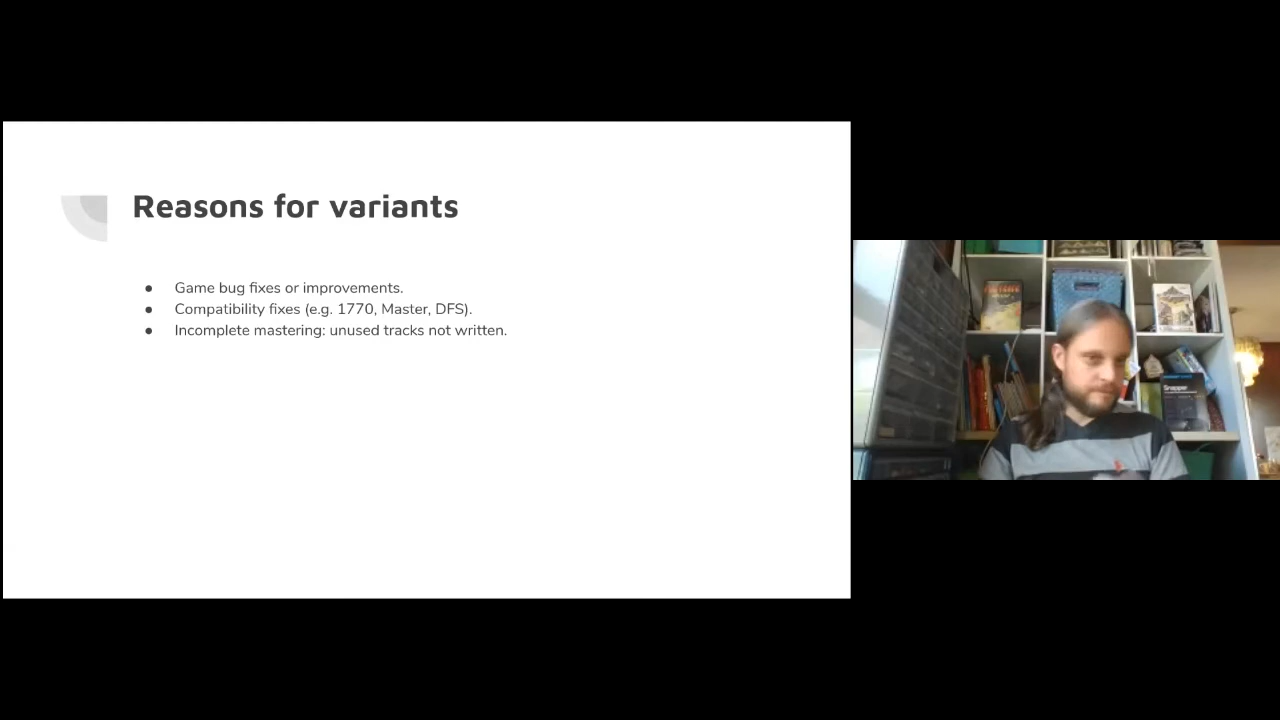 Reasons for variants
● Game bug fixes or improvements.
● Compatibility fixes (e.g. 1770, Master, DFS).
● Incomplete mastering: unused tracks not written.
Snapper